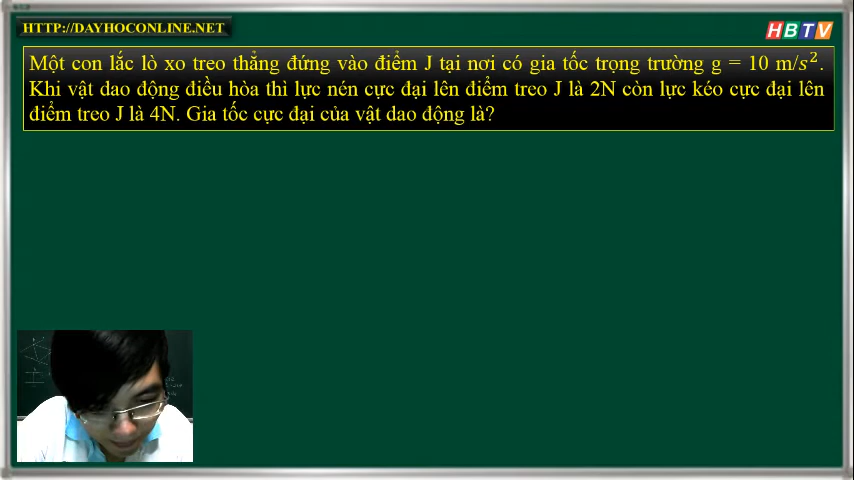 HTTP://DAYHOCONLINE.NET
HBTV
Một con lắc lò xo treo thẳng đứng vào điểm J tại nơi có gia tốc trọng trường g = 10 m/s².
Khi vật dao động điều hòa thì lực nén cực đại lên điểm treo J là 2N còn lực kéo cực đại lên
điểm treo J là 4N. Gia tốc cực đại của vật dao động là?